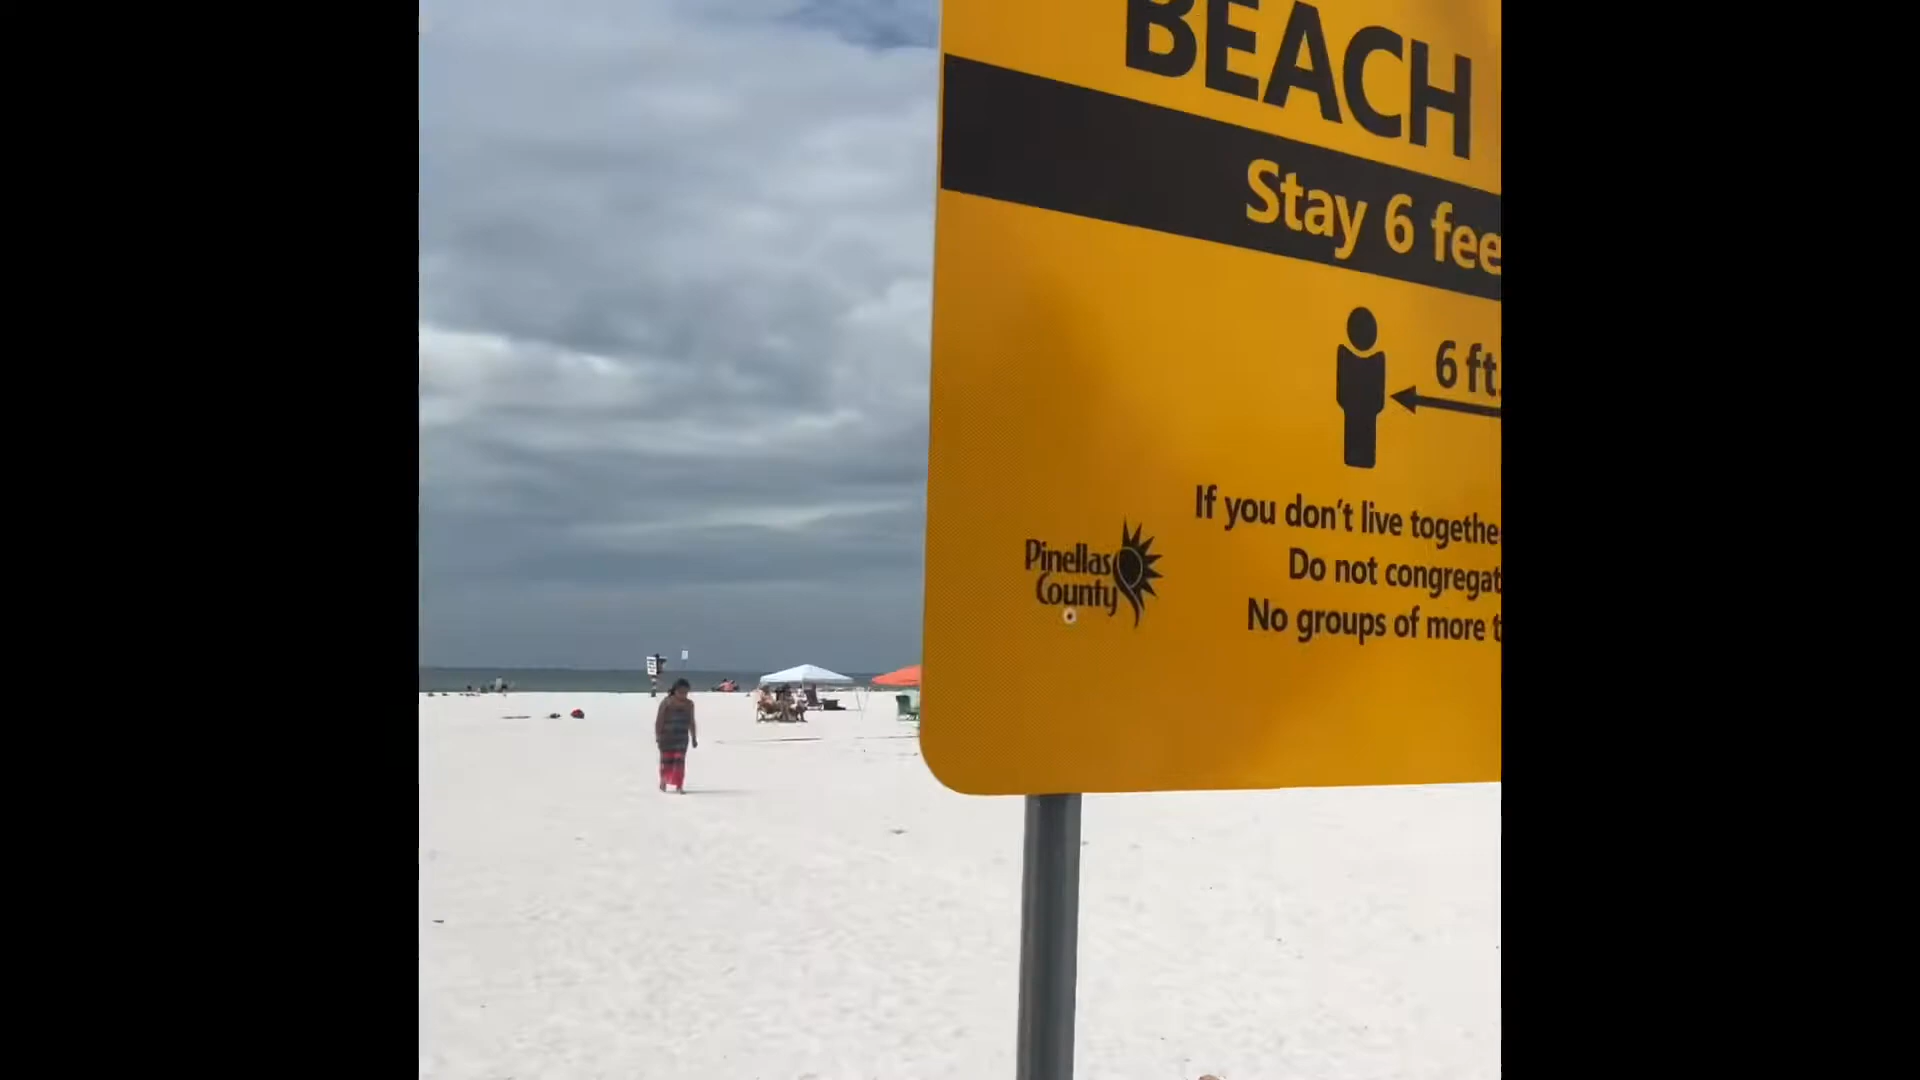 BEACH
Stay 6 fee
6 ft.
If you don't live togethe
Do not congregat
No groups of more t
Pinellas
County